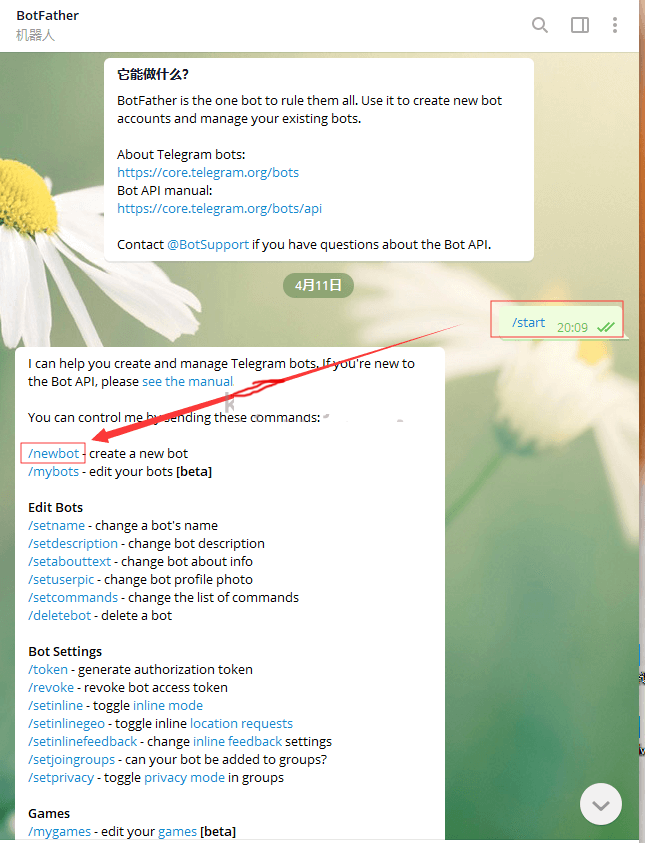 BotFather
机器人
它能做什么?
BotFather is the one bot to rule them all. Use it to create new bot
accounts and manage your existing bots.
About Telegram bots:
https://core.telegram.org/bots
Bot API manual:
https://core.telegram.org/bots/api
Contact @BotSupport if you have questions about the Bot API.
4月11日
/start 20:09
I can help you create and manage Telegram bots. If you're new to
the Bot API, please see the manual
You can control me by sending these commands:
/newbot - create a new bot
/mybots - edit your bots [beta]
Edit Bots
/setname - change a bot's name
/setdescription - change bot description
/setabouttext - change bot about info
/setuserpic - change bot profile photo
/setcommands - change the list of commands
/deletebot - delete a bot
Bot Settings
/token - generate authorization token
/revoke - revoke bot access token
/setinline - toggle inline mode
/setinlinegeo - toggle inline location requests
/setinlinefeedback - change inline feedback settings
/setjoingroups - can your bot be added to groups?
/setprivacy - toggle privacy mode in groups
Games
/mygames - edit your games [beta]